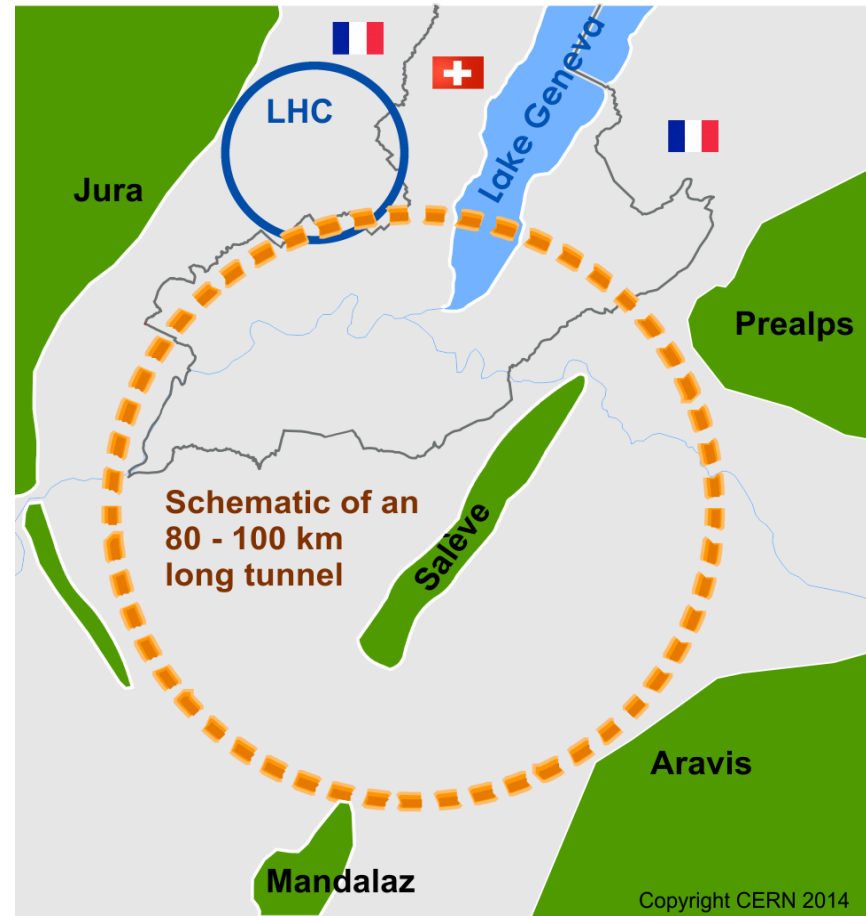 LHC
Lake Geneva
Jura
Prealps
Schematic of an
80 - 100 km
long tunnel
Salève
Aravis
Mandalaz
Copyright CERN 2014